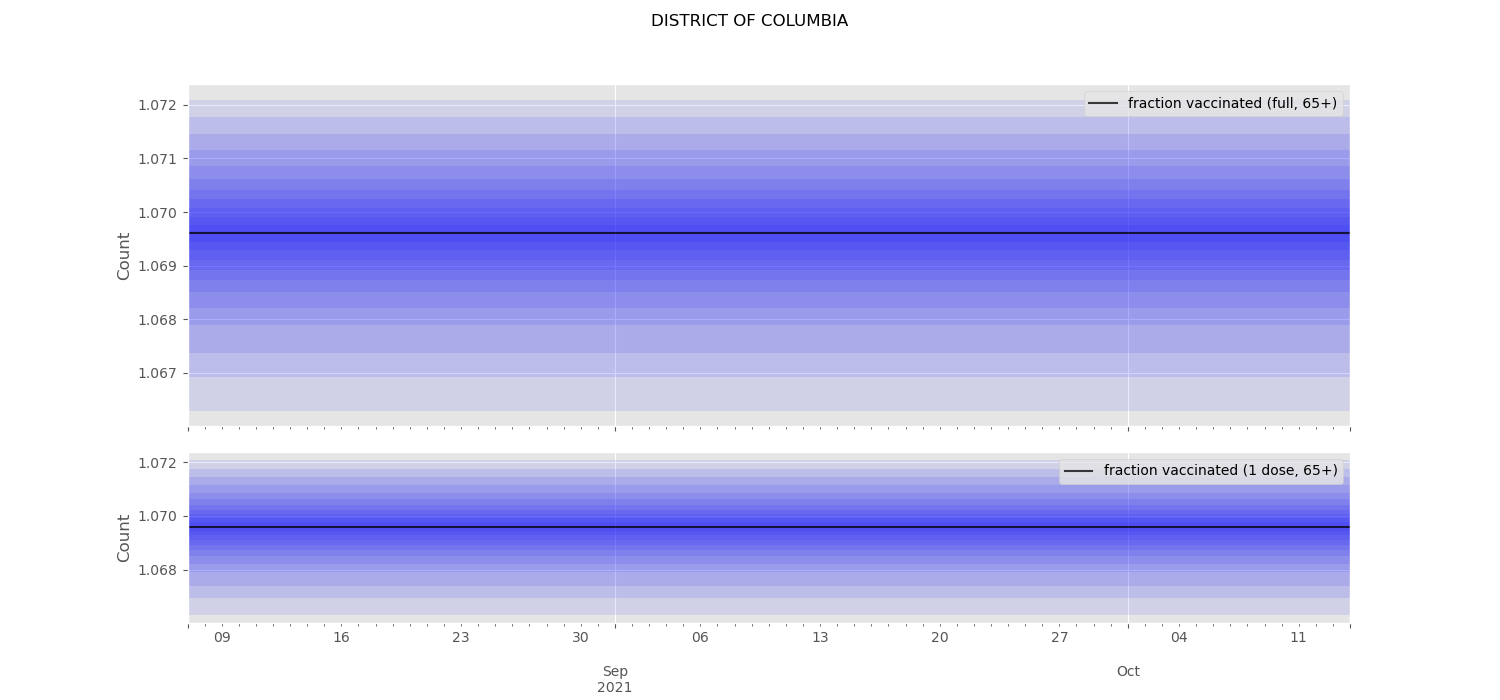 DISTRICT OF COLUMBIA
1.072
fraction vaccinated (full, 65+)
1.071
1.070
1.069
1.068
1.067
Count
1.072
fraction vaccinated (1 dose, 65+)
1.070
1.068
Count
09 16 23 30 06 13 20 27 04 11
Sep Oct
2021